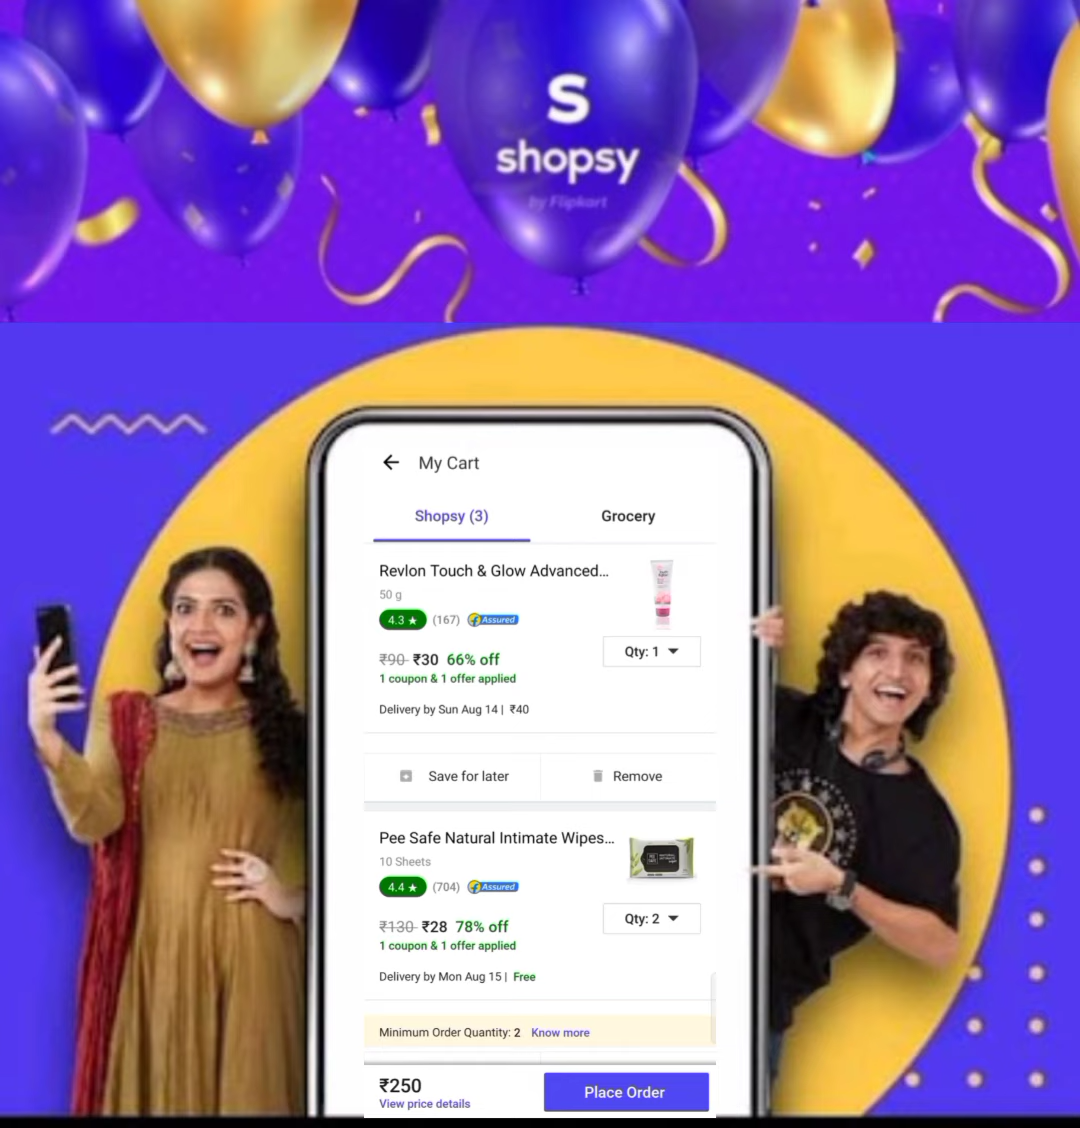 S
shopsy
by Flipkart
My Cart
Shopsy (3) Grocery
Revlon Touch & Glow Advanced...
50 g
4.3 ★ (167) Assured
₹90 ₹30 66% off
Qty: 1
1 coupon & 1 offer applied
Delivery by Sun Aug 14 | ₹40
Save for later Remove
Pee Safe Natural Intimate Wipes...
10 Sheets
4.4 ★ (704) Assured
₹130 ₹28 78% off
Qty: 2
1 coupon & 1 offer applied
Delivery by Mon Aug 15 | Free
Minimum Order Quantity: 2 Know more
₹250
View price details
Place Order